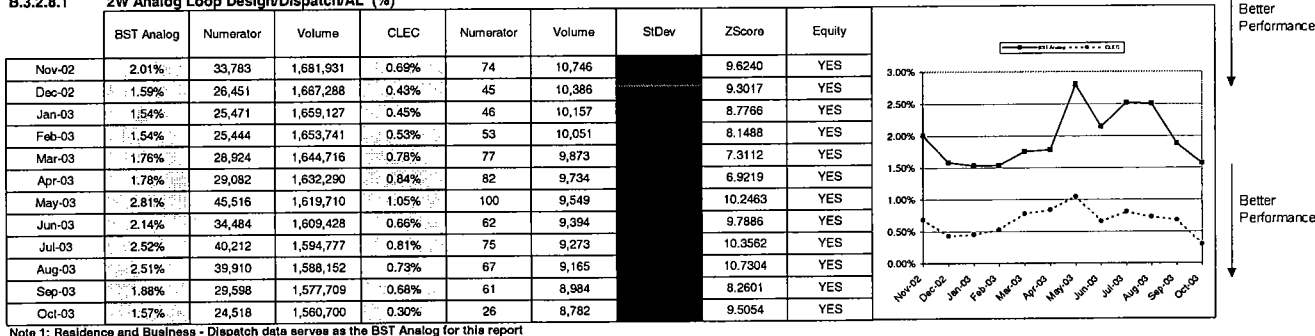 B.3.2.8.1 2W Analog Loop Design/Dispatch/AL (%)
BST Analog Numerator Volume CLEC Numerator Volume StDev ZScore Equity
Nov-02 2.01% 33,783 1,681,931 0.69% 74 10,746 9.6240 YES
Dec-02 1.59% 26,451 1,667,288 0.43% 45 10,386 9.3017 YES
Jan-03 1.54% 25,471 1,659,127 0.45% 46 10,157 8.7766 YES
Feb-03 1.54% 25,444 1,653,741 0.53% 53 10,051 8.1488 YES
Mar-03 1.76% 28,924 1,644,716 0.78% 77 9,873 7.3112 YES
Apr-03 1.78% 29,082 1,632,290 0.84% 82 9,734 6.9219 YES
May-03 2.81% 45,516 1,619,710 1.05% 100 9,549 10.2463 YES
Jun-03 2.14% 34,484 1,609,428 0.66% 62 9,394 9.7886 YES
Jul-03 2.52% 40,212 1,594,777 0.81% 75 9,273 10.3562 YES
Aug-03 2.51% 39,910 1,588,152 0.73% 67 9,165 10.7304 YES
Sep-03 1.88% 29,598 1,577,709 0.68% 61 8,984 8.2601 YES
Oct-03 1.57% 24,518 1,560,700 0.30% 26 8,782 9.5054 YES
Note 1: Residence and Business - Dispatch data serves as the BST Analog for this report
BST Analog CLEC
3.00%
2.50%
2.00%
1.50%
1.00%
0.50%
0.00%
Nov-02 Dec-02 Jan-03 Feb-03 Mar-03 Apr-03 May-03 Jun-03 Jul-03 Aug-03 Sep-03 Oct-03
Better
Performance
Better
Performance